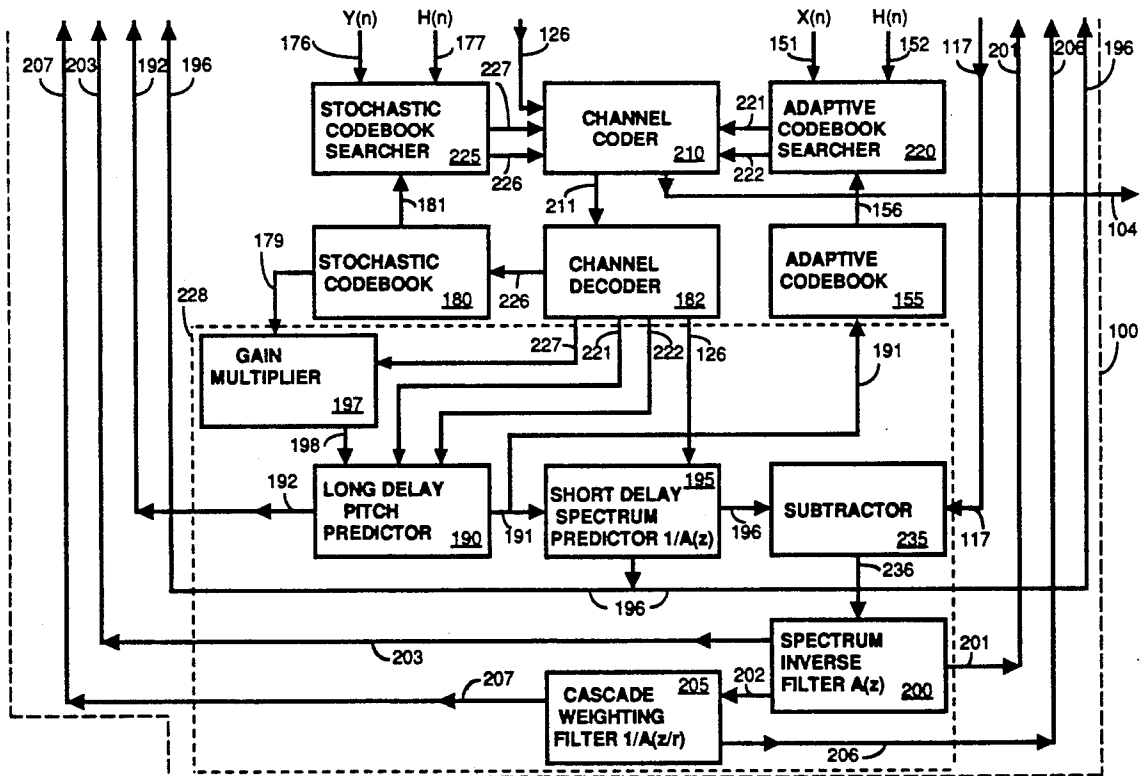 Y(n) H(n) X(n) H(n)
176 177 126 151 152 117 201 206 196
207 203 192 196
STOCHASTIC
CODEBOOK
SEARCHER
225
227
226
CHANNEL
CODER
210
221
222
ADAPTIVE
CODEBOOK
SEARCHER
220
181
211
156
104
179
STOCHASTIC
CODEBOOK
180
226
CHANNEL
DECODER
182
ADAPTIVE
CODEBOOK
155
228
227
221
222
126
191
100
GAIN
MULTIPLIER
197
198
192
LONG DELAY
PITCH
PREDICTOR
190
191
195
SHORT DELAY
SPECTRUM
PREDICTOR 1/A(z)
196
SUBTRACTOR
235
117
236
196
203
SPECTRUM
INVERSE
FILTER A(z)
200
201
202
207
205
CASCADE
WEIGHTING
FILTER 1/A(z/r)
206